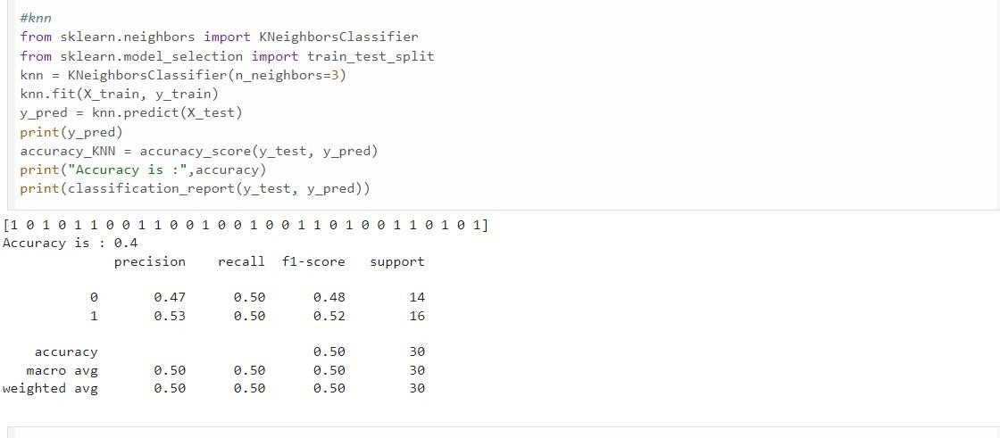 #knn
from sklearn.neighbors import KNeighborsClassifier
from sklearn.model_selection import train_test_split
knn = KNeighborsClassifier(n_neighbors=3)
knn.fit(X_train, y_train)
y_pred = knn.predict(X_test)
print(y_pred)
accuracy_KNN = accuracy_score(y_test, y_pred)
print("Accuracy is :",accuracy)
print(classification_report(y_test, y_pred))
[1 0 1 0 1 1 0 0 1 1 0 0 1 0 0 1 0 0 1 1 0 1 0 0 1 1 0 1 0 1]
Accuracy is : 0.4
precision recall f1-score support
0 0.47 0.50 0.48 14
1 0.53 0.50 0.52 16
accuracy 0.50 30
macro avg 0.50 0.50 0.50 30
weighted avg 0.50 0.50 0.50 30